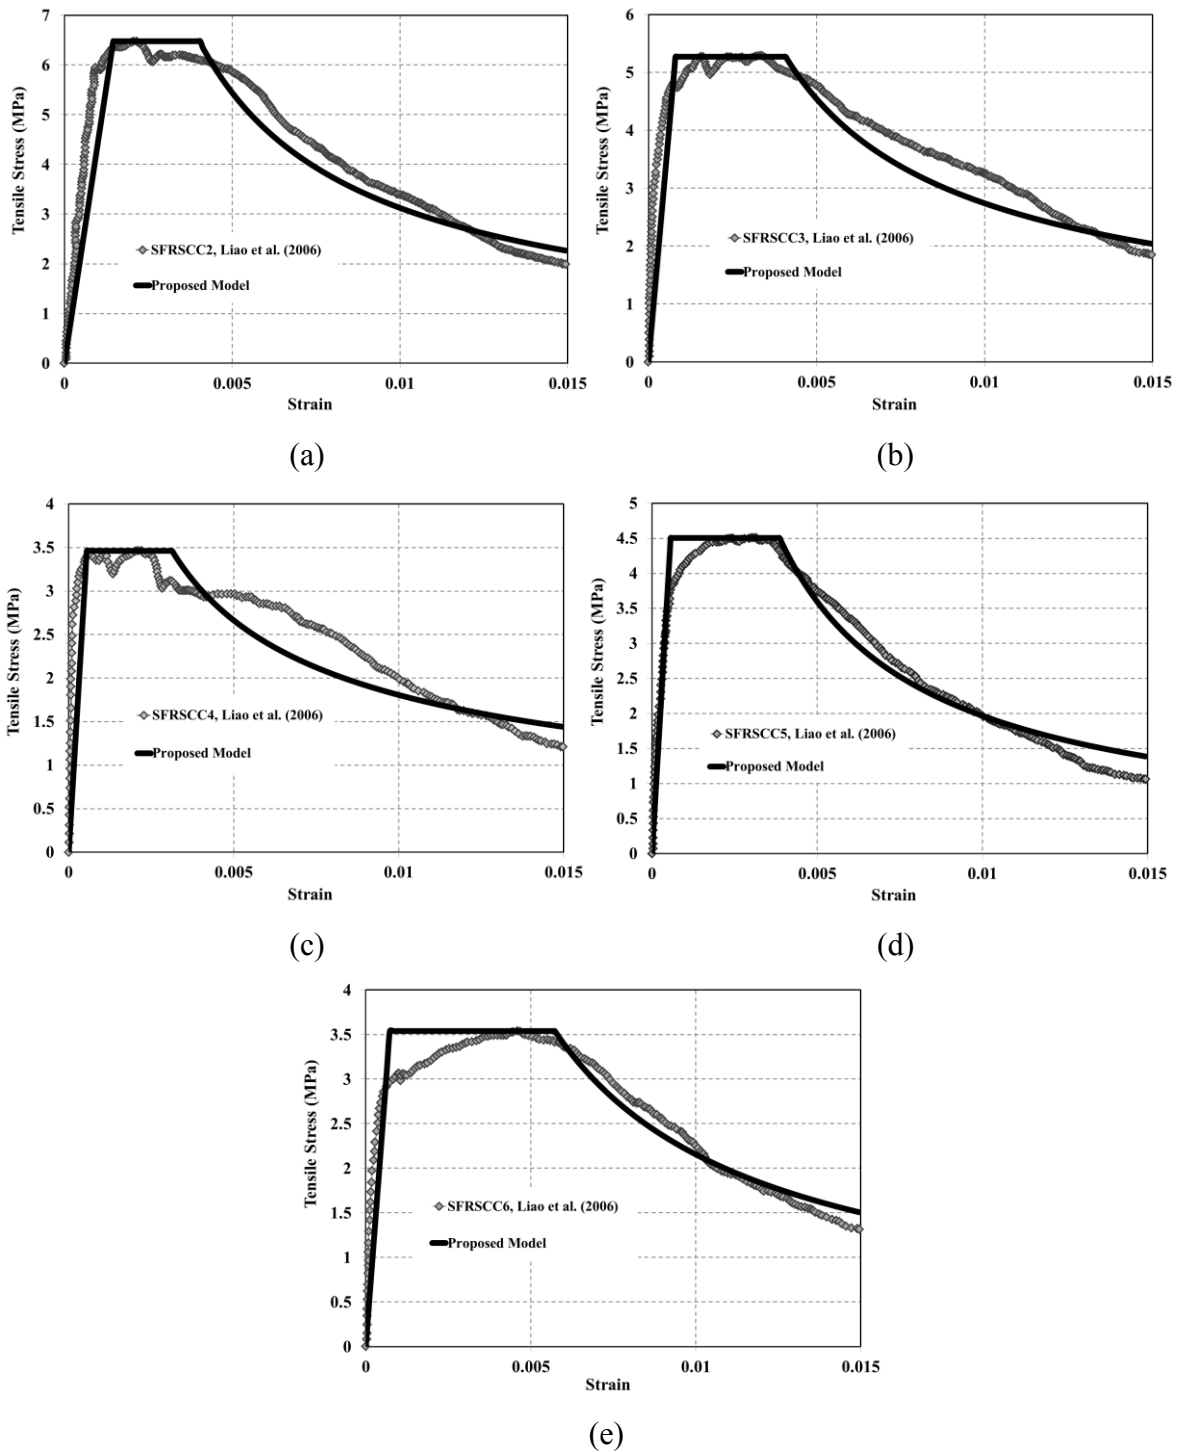 7
6
5
4
3
2
1
0
Tensile Stress (MPa)
SFRSCC2, Liao et al. (2006)
Proposed Model
0 0.005 0.01 0.015
Strain
(a)
6
5
4
3
2
1
0
Tensile Stress (MPa)
SFRSCC3, Liao et al. (2006)
Proposed Model
0 0.005 0.01 0.015
Strain
(b)
4
3.5
3
2.5
2
1.5
1
0.5
0
Tensile Stress (MPa)
SFRSCC4, Liao et al. (2006)
Proposed Model
0 0.005 0.01 0.015
Strain
(c)
5
4.5
4
3.5
3
2.5
2
1.5
1
0.5
0
Tensile Stress (MPa)
SFRSCC5, Liao et al. (2006)
Proposed Model
0 0.005 0.01 0.015
Strain
(d)
4
3.5
3
2.5
2
1.5
1
0.5
0
Tensile Stress (MPa)
SFRSCC6, Liao et al. (2006)
Proposed Model
0 0.005 0.01 0.015
Strain
(e)